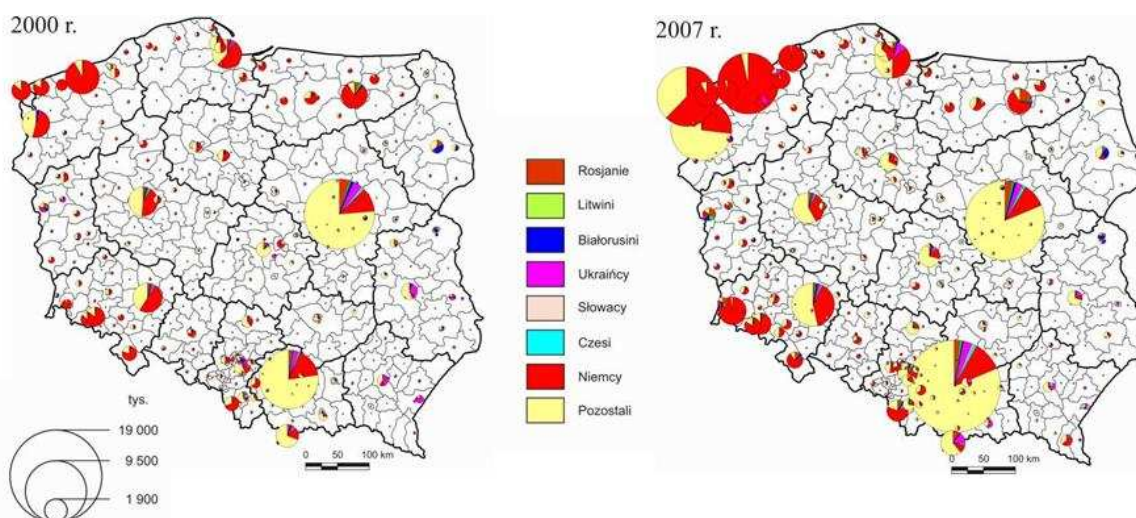 2000 r.
2007 r.
Rosjanie
Litwini
Białorusini
Ukraińcy
Słowacy
Czesi
Niemcy
Pozostali
tys.
19 000
9 500
1 900
0 50 100 km
0 50 100 km